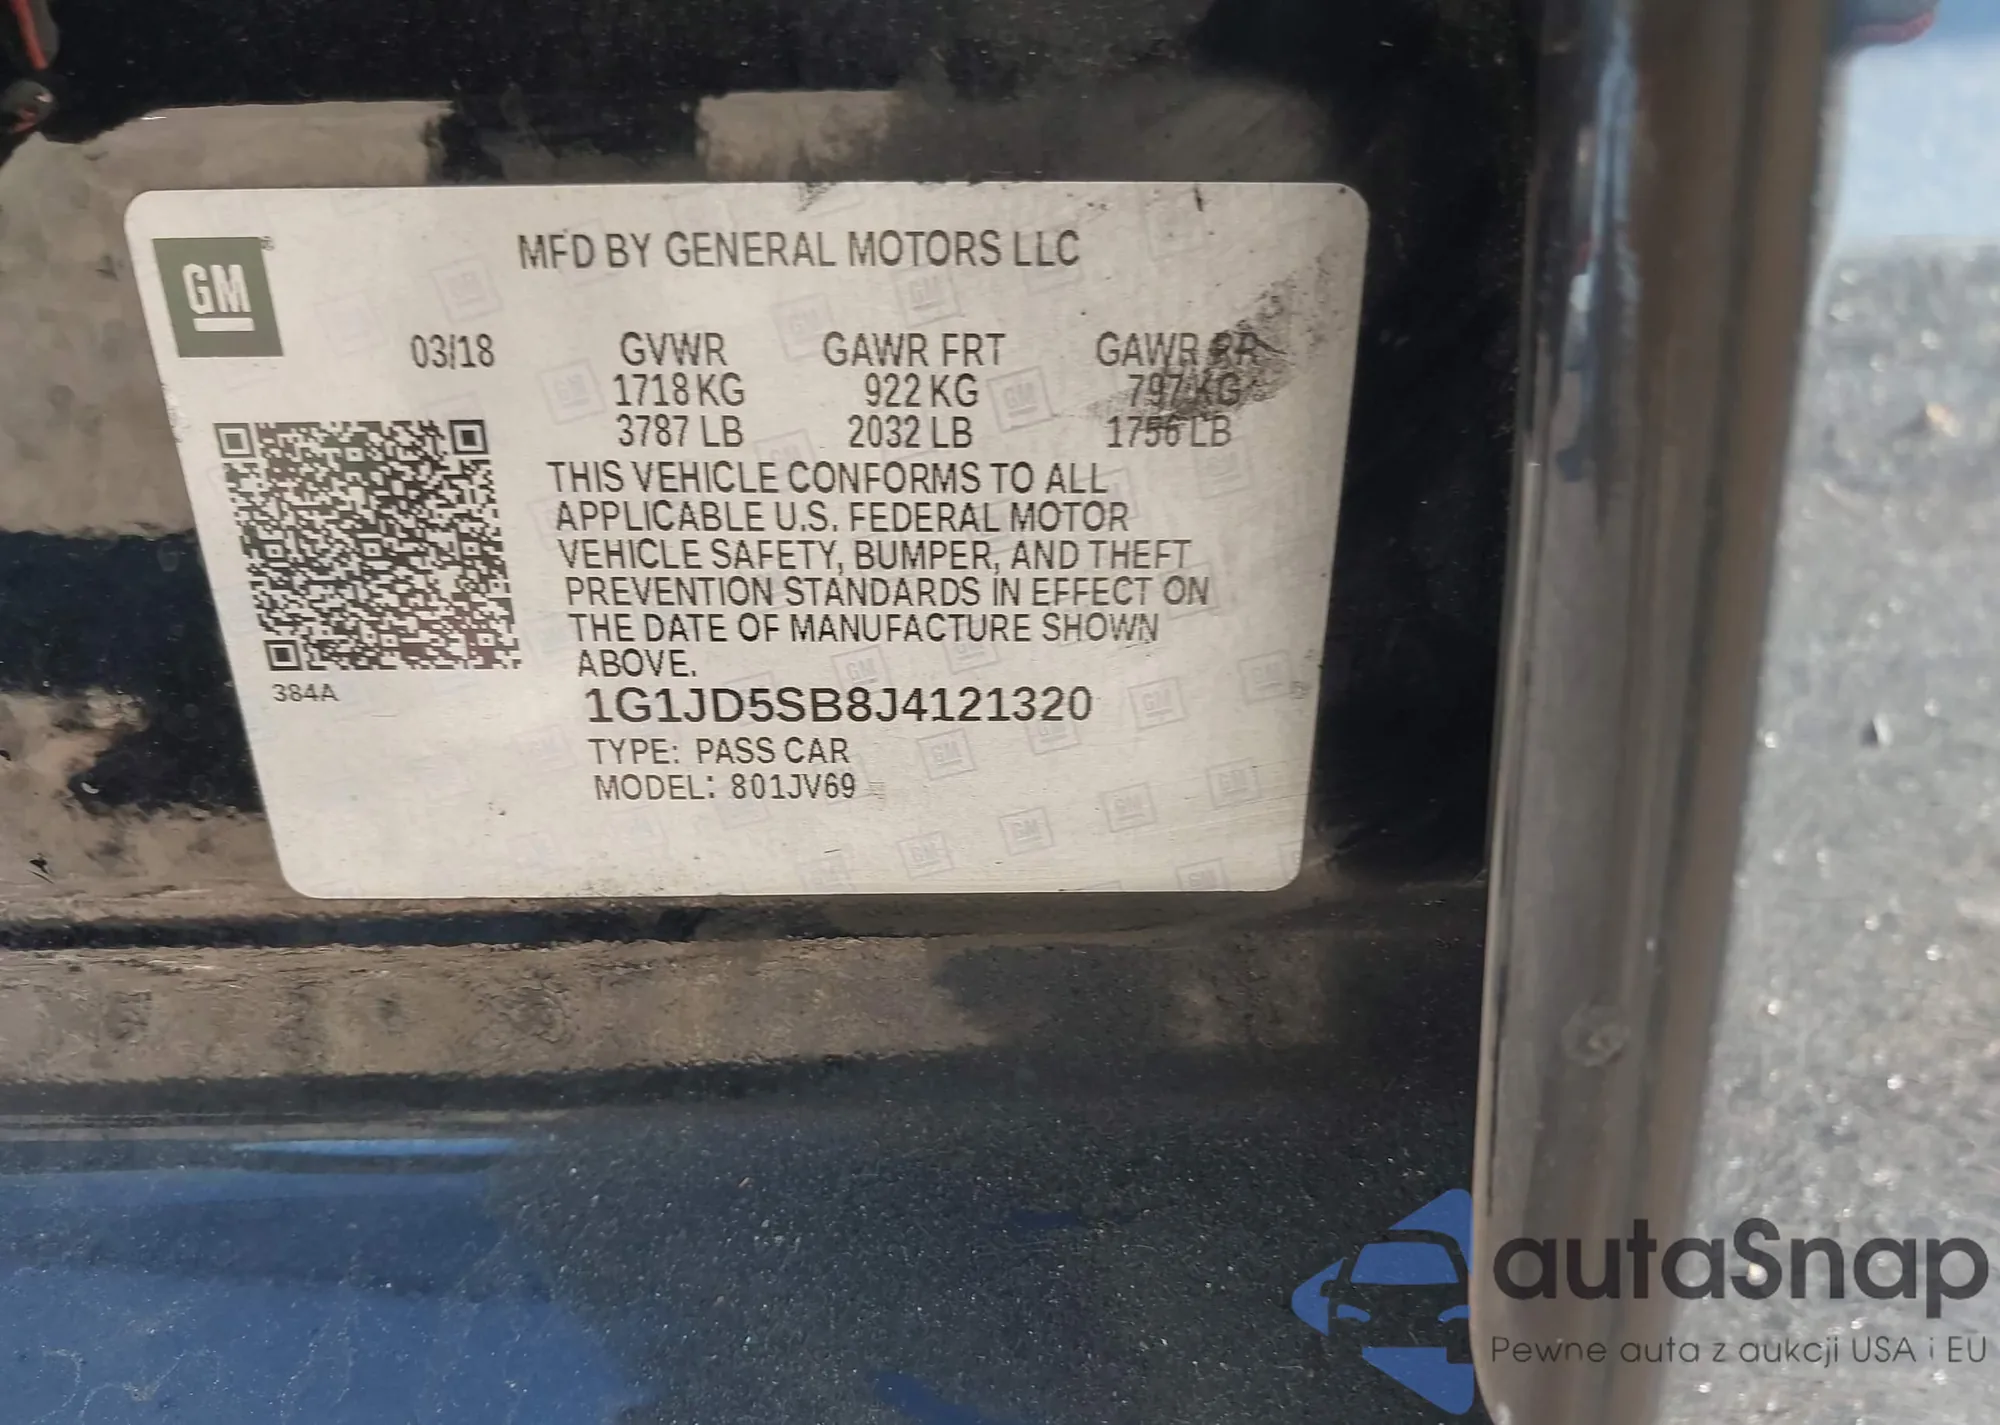 GM
MFD BY GENERAL MOTORS LLC
03/18 GVWR GAWR FRT GAWR RR
1718 KG 922 KG 797 KG
3787 LB 2032 LB 1756 LB
THIS VEHICLE CONFORMS TO ALL
APPLICABLE U.S. FEDERAL MOTOR
VEHICLE SAFETY, BUMPER, AND THEFT
PREVENTION STANDARDS IN EFFECT ON
THE DATE OF MANUFACTURE SHOWN
ABOVE.
384A
1G1JD5SB8J4121320
TYPE: PASS CAR
MODEL: 801JV69
autaSnap
Pewne auta z aukcji USA i EU